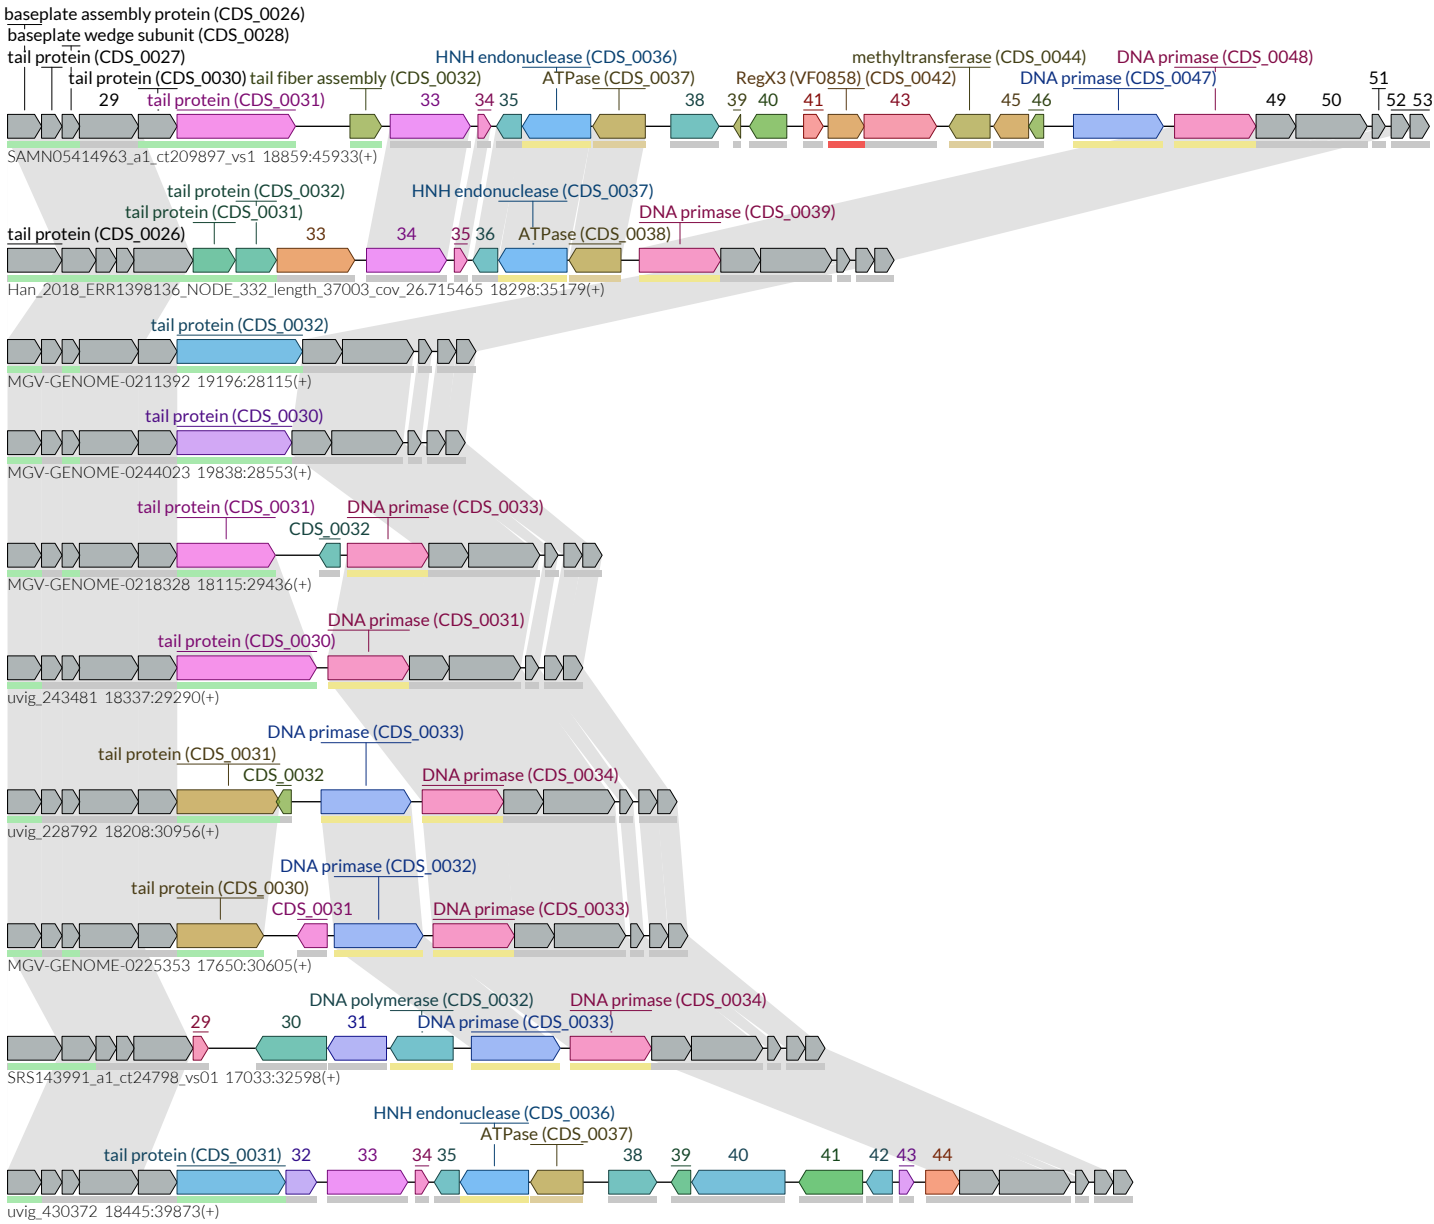 baseplate assembly protein (CDS_0026)
baseplate wedge subunit (CDS_0028)
tail protein (CDS_0027) HNH endonuclease (CDS_0036) methyltransferase (CDS_0044) DNA primase (CDS_0048)
tail protein (CDS_0030) tail fiber assembly (CDS_0032) ATPase (CDS_0037) RegX3 (VF0858) (CDS_0042) DNA primase (CDS_0047) 51
29 tail protein (CDS_0031) 33 34 35 38 39 40 41 43 45 46 49 50 52 53
SAMN05414963_a1_ct209897_vs1 18859:45933(+)
tail protein (CDS_0032) HNH endonuclease (CDS_0037)
tail protein (CDS_0031) DNA primase (CDS_0039)
tail protein (CDS_0026) 33 34 35 36 ATPase (CDS_0038)
Han_2018_ERR1398136_NODE_332_length_37003_cov_26.715465 18298:35179(+)
tail protein (CDS_0032)
MGV-GENOME-0211392 19196:28115(+)
tail protein (CDS_0030)
MGV-GENOME-0244023 19838:28553(+)
tail protein (CDS_0031) DNA primase (CDS_0033)
CDS_0032
MGV-GENOME-0218328 18115:29436(+)
DNA primase (CDS_0031)
tail protein (CDS_0030)
uvig_243481 18337:29290(+)
DNA primase (CDS_0033)
tail protein (CDS_0031)
CDS_0032 DNA primase (CDS_0034)
uvig_228792 18208:30956(+)
DNA primase (CDS_0032)
tail protein (CDS_0030)
CDS_0031 DNA primase (CDS_0033)
MGV-GENOME-0225353 17650:30605(+)
DNA polymerase (CDS_0032) DNA primase (CDS_0034)
29 30 31 DNA primase (CDS_0033)
SRS143991_a1_ct24798_vs01 17033:32598(+)
HNH endonuclease (CDS_0036)
ATPase (CDS_0037)
tail protein (CDS_0031) 32 33 34 35 38 39 40 41 42 43 44
uvig_430372 18445:39873(+)